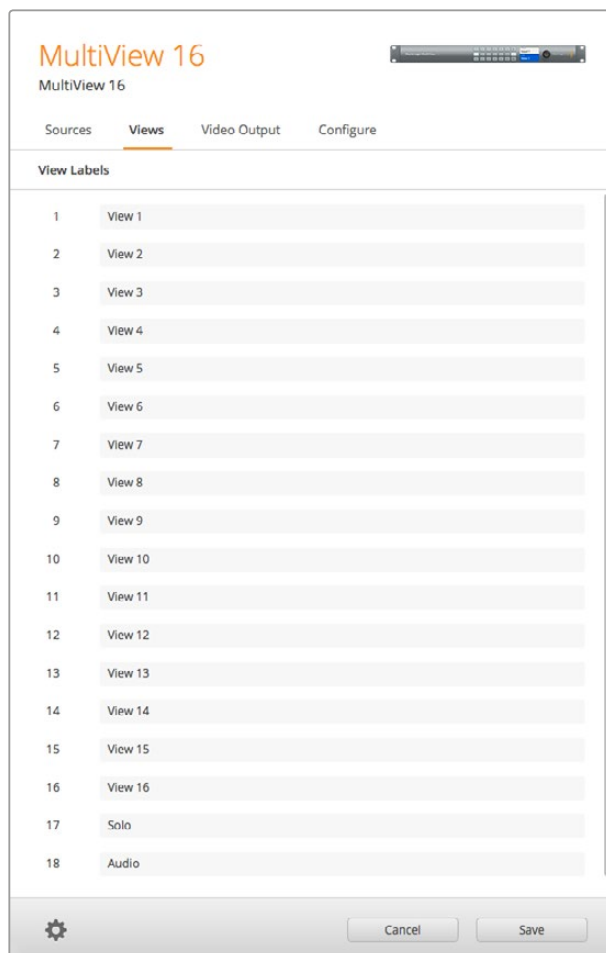 MultiView 16
MultiView 16
Sources Views Video Output Configure
View Labels
1 View 1
2 View 2
3 View 3
4 View 4
5 View 5
6 View 6
7 View 7
8 View 8
9 View 9
10 View 10
11 View 11
12 View 12
13 View 13
14 View 14
15 View 15
16 View 16
17 Solo
18 Audio
Cancel Save